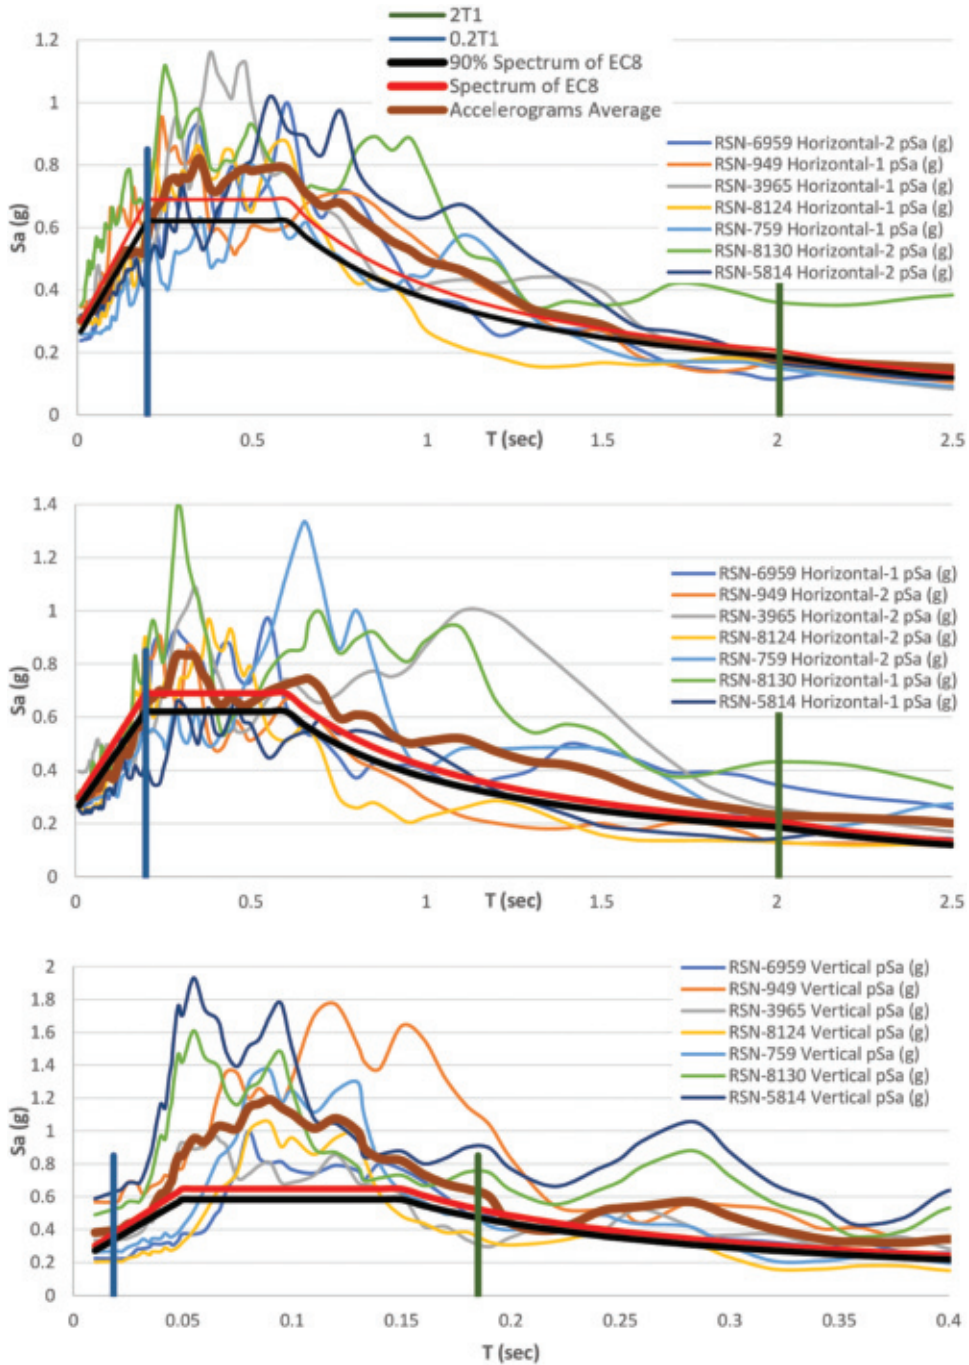 2T1
0.2T1
90% Spectrum of EC8
Spectrum of EC8
Accelerograms Average
1.2
1
0.8
0.6
0.4
0.2
0
Sa (g)
RSN-6959 Horizontal-2 pSa (g)
RSN-949 Horizontal-1 pSa (g)
RSN-3965 Horizontal-1 pSa (g)
RSN-8124 Horizontal-1 pSa (g)
RSN-759 Horizontal-1 pSa (g)
RSN-8130 Horizontal-2 pSa (g)
RSN-5814 Horizontal-2 pSa (g)
0 0.5 1 1.5 2 2.5
T (sec)
1.4
1.2
1
0.8
0.6
0.4
0.2
0
Sa (g)
RSN-6959 Horizontal-1 pSa (g)
RSN-949 Horizontal-2 pSa (g)
RSN-3965 Horizontal-2 pSa (g)
RSN-8124 Horizontal-2 pSa (g)
RSN-759 Horizontal-2 pSa (g)
RSN-8130 Horizontal-1 pSa (g)
RSN-5814 Horizontal-1 pSa (g)
0 0.5 1 1.5 2 2.5
T (sec)
2
1.8
1.6
1.4
1.2
1
0.8
0.6
0.4
0.2
0
Sa (g)
RSN-6959 Vertical pSa (g)
RSN-949 Vertical pSa (g)
RSN-3965 Vertical pSa (g)
RSN-8124 Vertical pSa (g)
RSN-759 Vertical pSa (g)
RSN-8130 Vertical pSa (g)
RSN-5814 Vertical pSa (g)
0 0.05 0.1 0.15 0.2 0.25 0.3 0.35 0.4
T (sec)